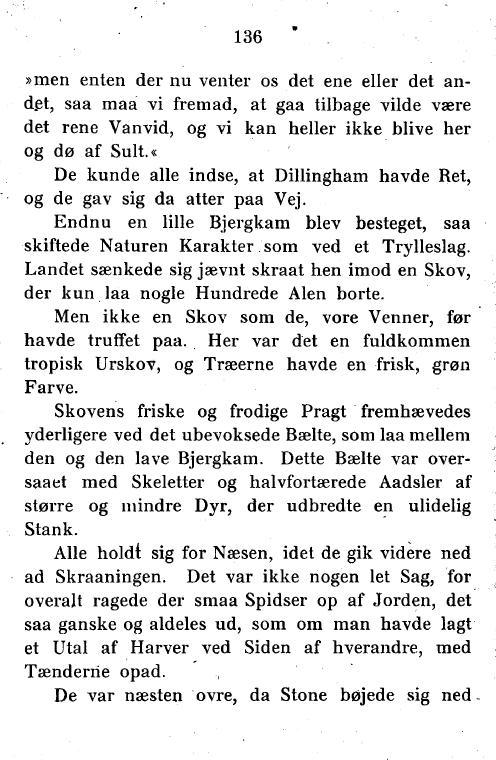 136
»men enten der nu venter os det ene eller det an-
det, saa maa vi fremad, at gaa tilbage vilde være
det rene Vanvid, og vi kan heller ikke blive her
og dø af Sult.«
De kunde alle indse, at Dillingham havde Ret,
og de gav sig da atter paa Vej.
Endnu en lille Bjergkam blev besteget, saa
skiftede Naturen Karakter som ved et Trylleslag.
Landet sænkede sig jævnt skraat hen imod en Skov,
der kun laa nogle Hundrede Alen borte.
Men ikke en Skov som de, vore Venner, før
havde truffet paa. Her var det en fuldkommen
tropisk Urskov, og Træerne havde en frisk, grøn
Farve.
Skovens friske og frodige Pragt fremhævedes
yderligere ved det ubevoksede Bælte, som laa mellem
den og den lave Bjergkam. Dette Bælte var over-
saaet med Skeletter og halvfortærede Aadsler af
større og mindre Dyr, der udbredte en ulidelig
Stank.
Alle holdt sig for Næsen, idet de gik videre ned
ad Skraaningen. Det var ikke nogen let Sag, for
overalt ragede der smaa Spidser op af Jorden, det
saa ganske og aldeles ud, som om man havde lagt
et Utal af Harver ved Siden af hverandre, med
Tænderne opad.
De var næsten ovre, da Stone bøjede sig ned